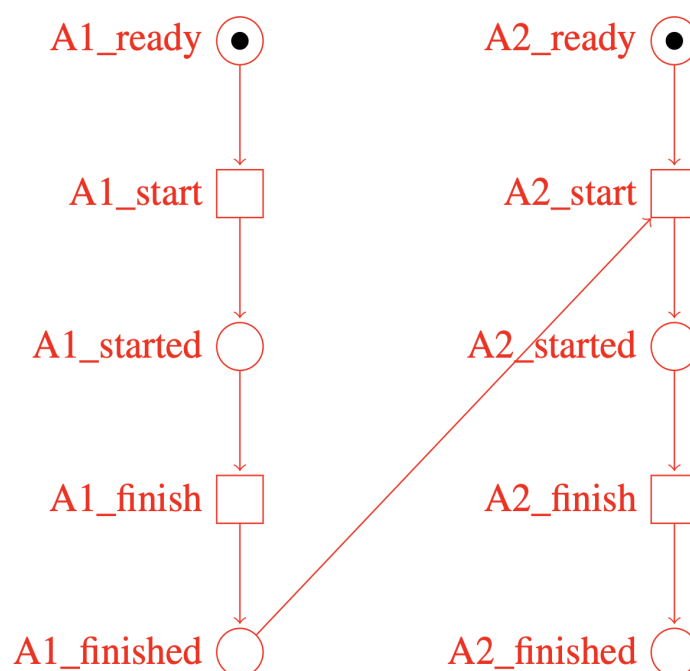 A1_ready
A2_ready
A1_start
A2_start
A1_started
A2_started
A1_finish
A2_finish
A1_finished
A2_finished